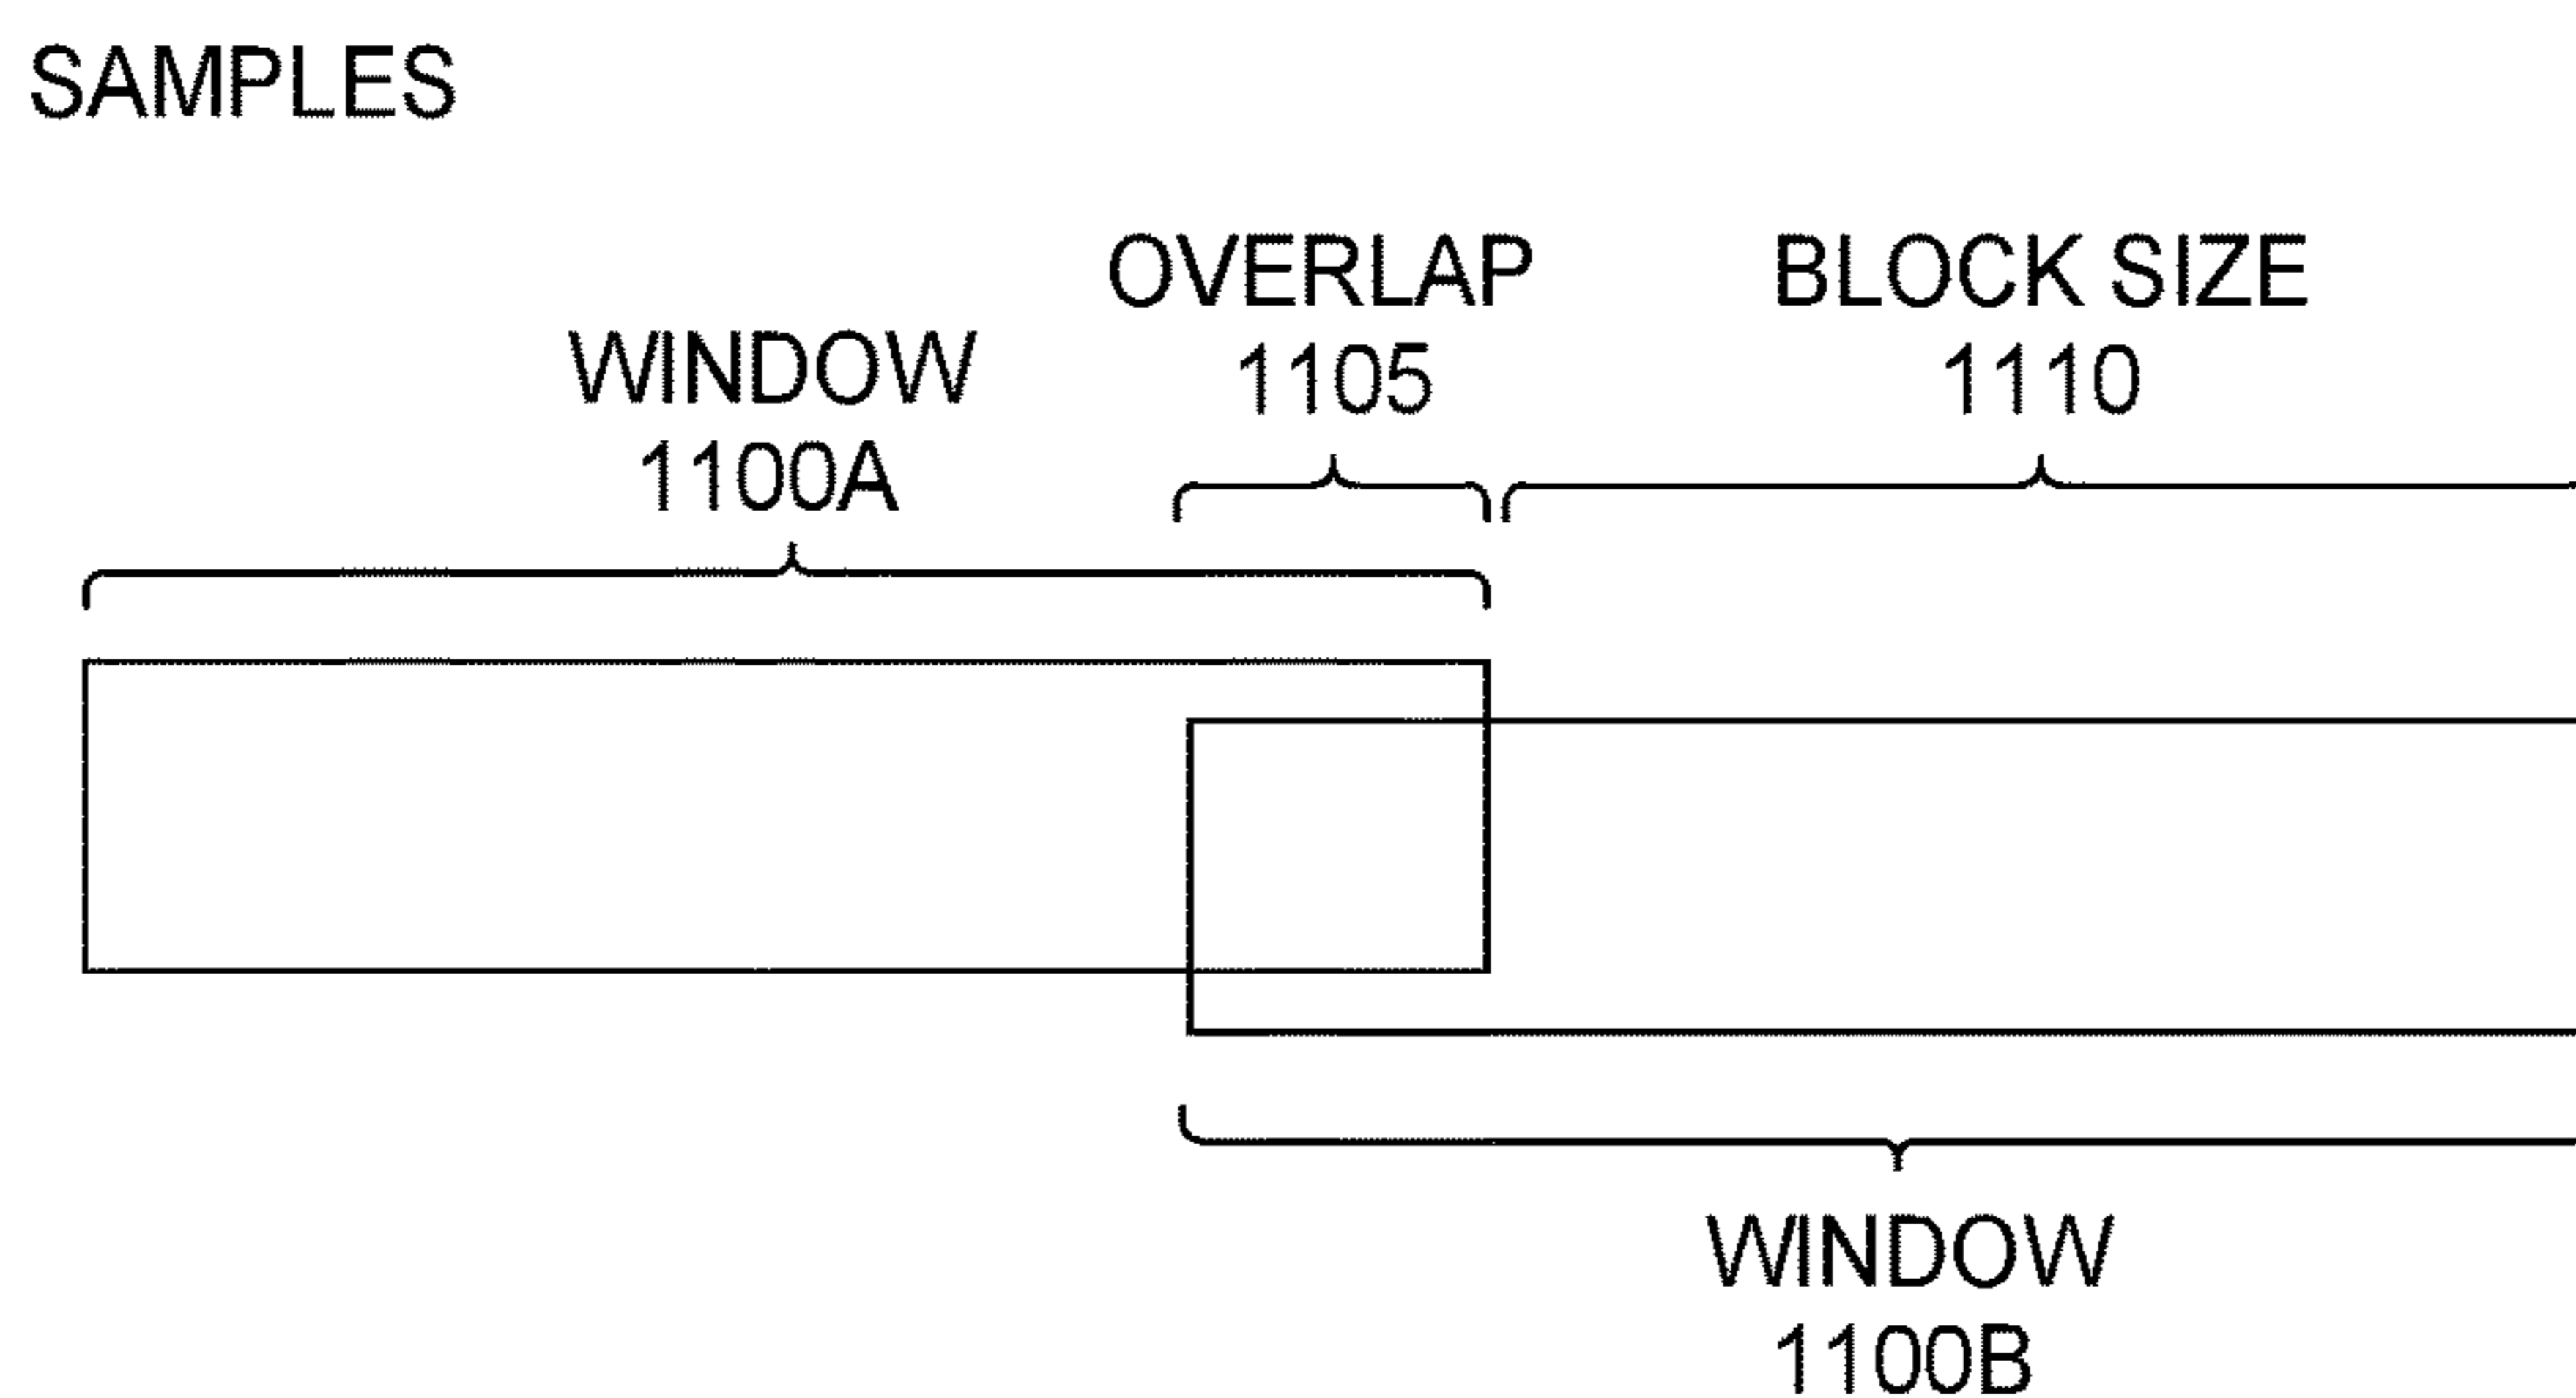 SAMPLES
OVERLAP
1105
BLOCK SIZE
1110
WINDOW
1100A
WINDOW
1100B